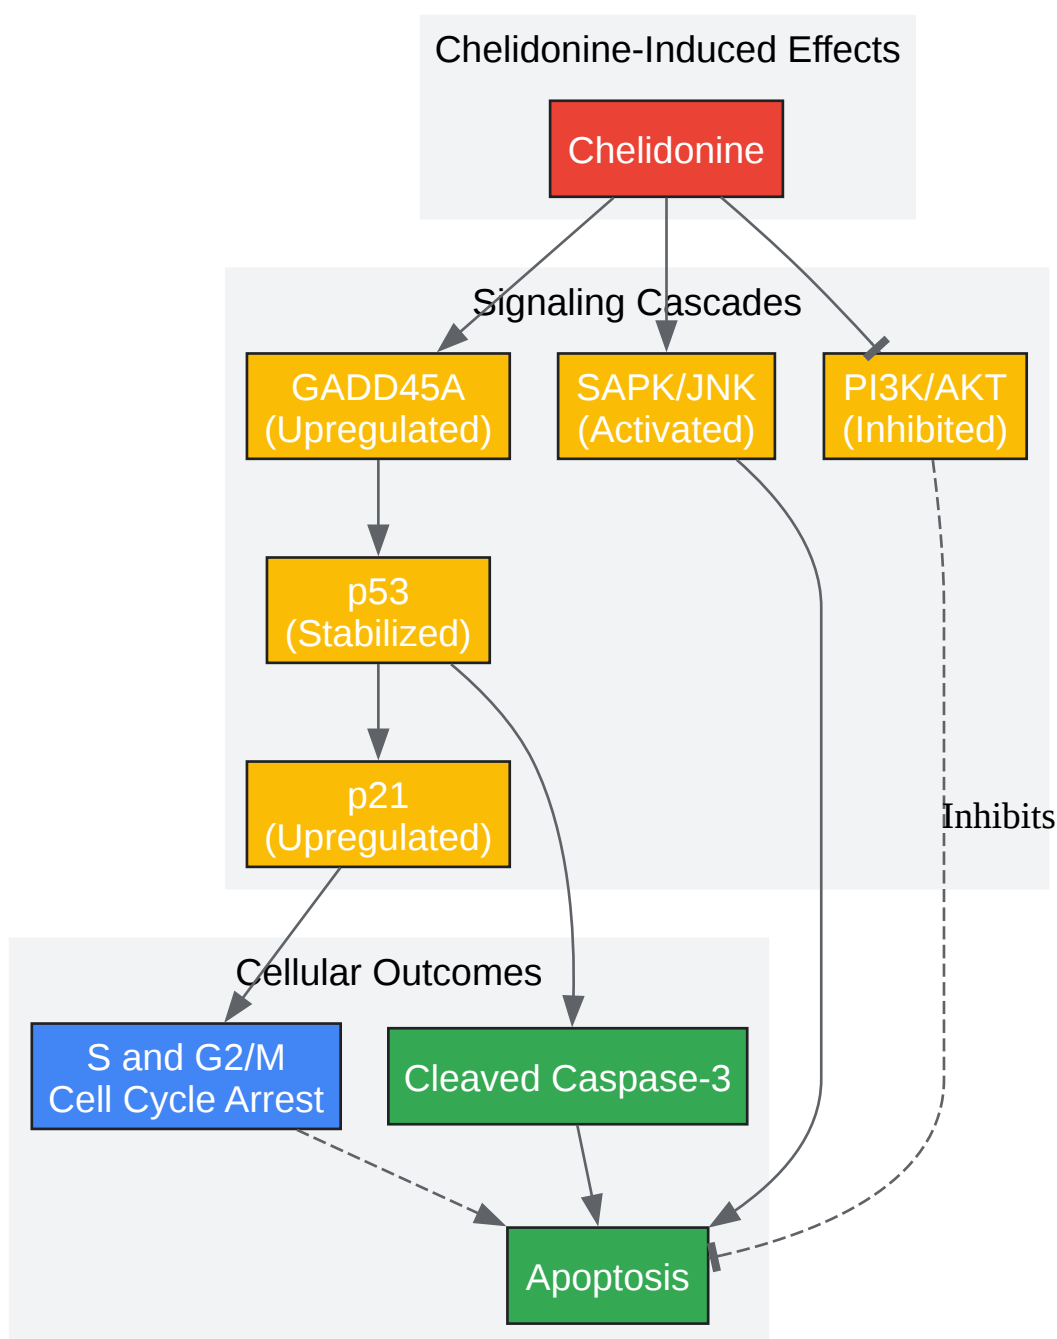 Chelidonine-Induced Effects
Chelidonine
Signaling Cascades
GADD45A
(Upregulated)
SAPK/JNK
(Activated)
PI3K/AKT
(Inhibited)
p53
(Stabilized)
p21
(Upregulated)
Inhibits
Cellular Outcomes
S and G2/M
Cell Cycle Arrest
Cleaved Caspase-3
Apoptosis